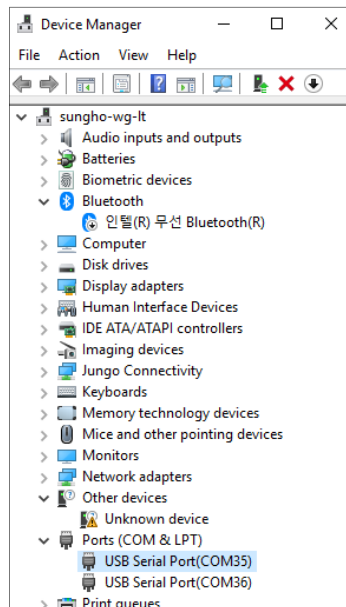 Device Manager
File Action View Help
sungho-wg-lt
Audio inputs and outputs
Batteries
Biometric devices
Bluetooth
인텔(R) 무선 Bluetooth(R)
Computer
Disk drives
Display adapters
Human Interface Devices
IDE ATA/ATAPI controllers
Imaging devices
Jungo Connectivity
Keyboards
Memory technology devices
Mice and other pointing devices
Monitors
Network adapters
Other devices
Unknown device
Ports (COM & LPT)
USB Serial Port(COM35)
USB Serial Port(COM36)
Print queues